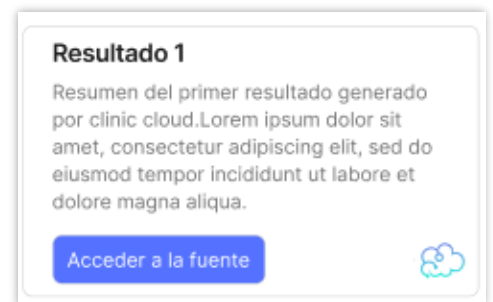 Resultado 1
Resumen del primer resultado generado
por clinic cloud.Lorem ipsum dolor sit
amet, consectetur adipiscing elit, sed do
eiusmod tempor incididunt ut labore et
dolore magna aliqua.
Acceder a la fuente